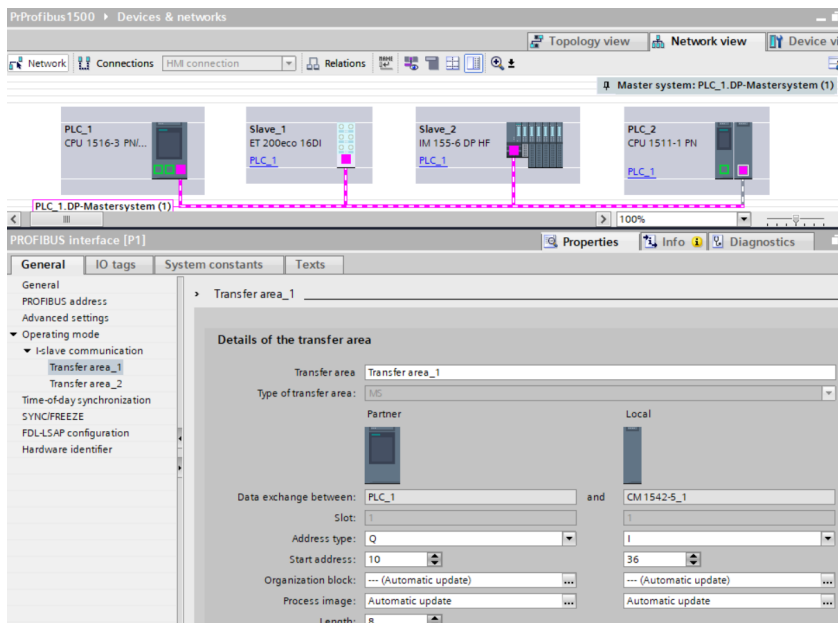 PrProfibus1500 ▸ Devices & networks
Topology view Network view Device vi
Network Connections HMI connection Relations
Master system: PLC_1.DP-Mastersystem (1)
PLC_1
CPU 1516-3 PN/...
Slave_1
ET 200eco 16DI
PLC_1
Slave_2
IM 155-6 DP HF
PLC_1
PLC_2
CPU 1511-1 PN
PLC_1
PLC_1.DP-Mastersystem (1)
100%
PROFIBUS interface [P1]
Properties Info Diagnostics
General IO tags System constants Texts
General
PROFIBUS address
Advanced settings
Operating mode
I-slave communication
Transfer area_1
Transfer area_2
Time-of-day synchronization
SYNC/FREEZE
FDL-LSAP configuration
Hardware identifier
Transfer area_1
Details of the transfer area
Transfer area Transfer area_1
Type of transfer area: MS
Partner Local
Data exchange between: PLC_1 and CM 1542-5_1
Slot: 1 1
Address type: Q I
Start address: 10 36
Organization block: --- (Automatic update) ... --- (Automatic update) ...
Process image: Automatic update ... Automatic update ...
Length: 8